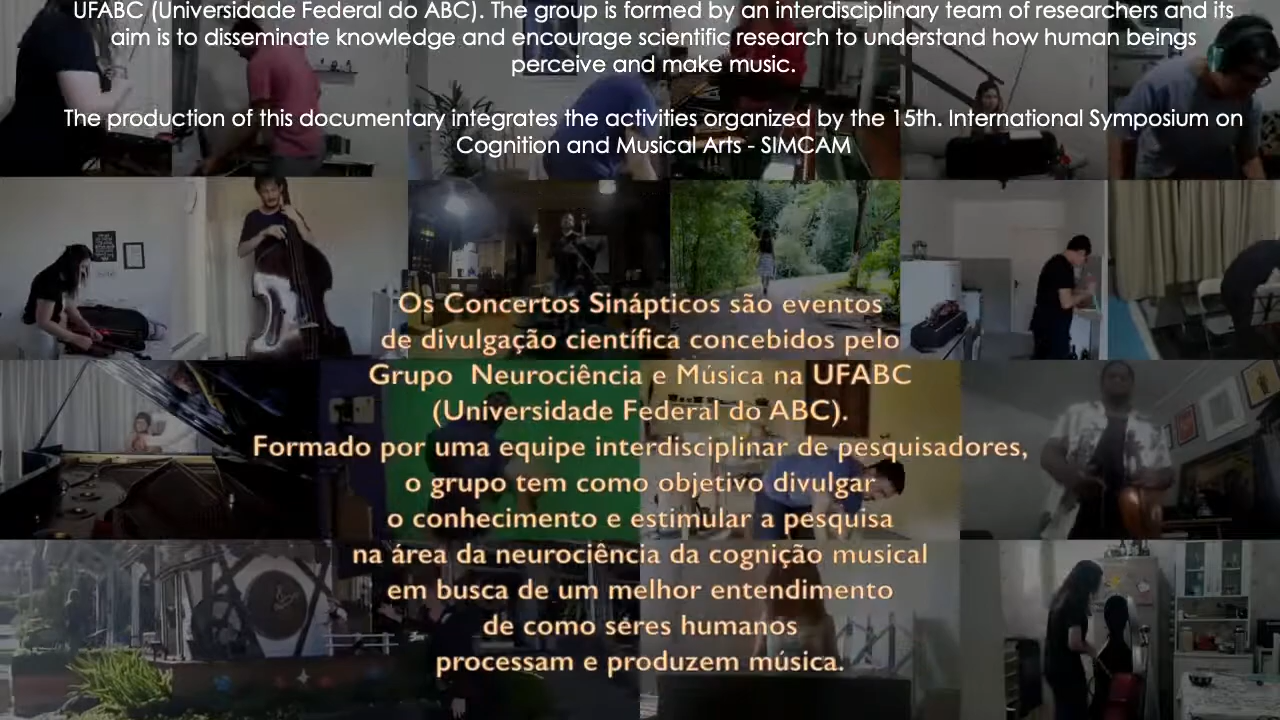 UFABC (Universidade Federal do ABC). The group is formed by an interdisciplinary team of researchers and its
aim is to disseminate knowledge and encourage scientific research to understand how human beings
perceive and make music.
The production of this documentary integrates the activities organized by the 15th. International Symposium on
Cognition and Musical Arts - SIMCAM
Os Concertos Sinápticos são eventos
de divulgação científica concebidos pelo
Grupo Neurociência e Música na UFABC
(Universidade Federal do ABC).
Formado por uma equipe interdisciplinar de pesquisadores,
o grupo tem como objetivo divulgar
o conhecimento e estimular a pesquisa
na área da neurociência da cognição musical
em busca de um melhor entendimento
de como seres humanos
processam e produzem música.